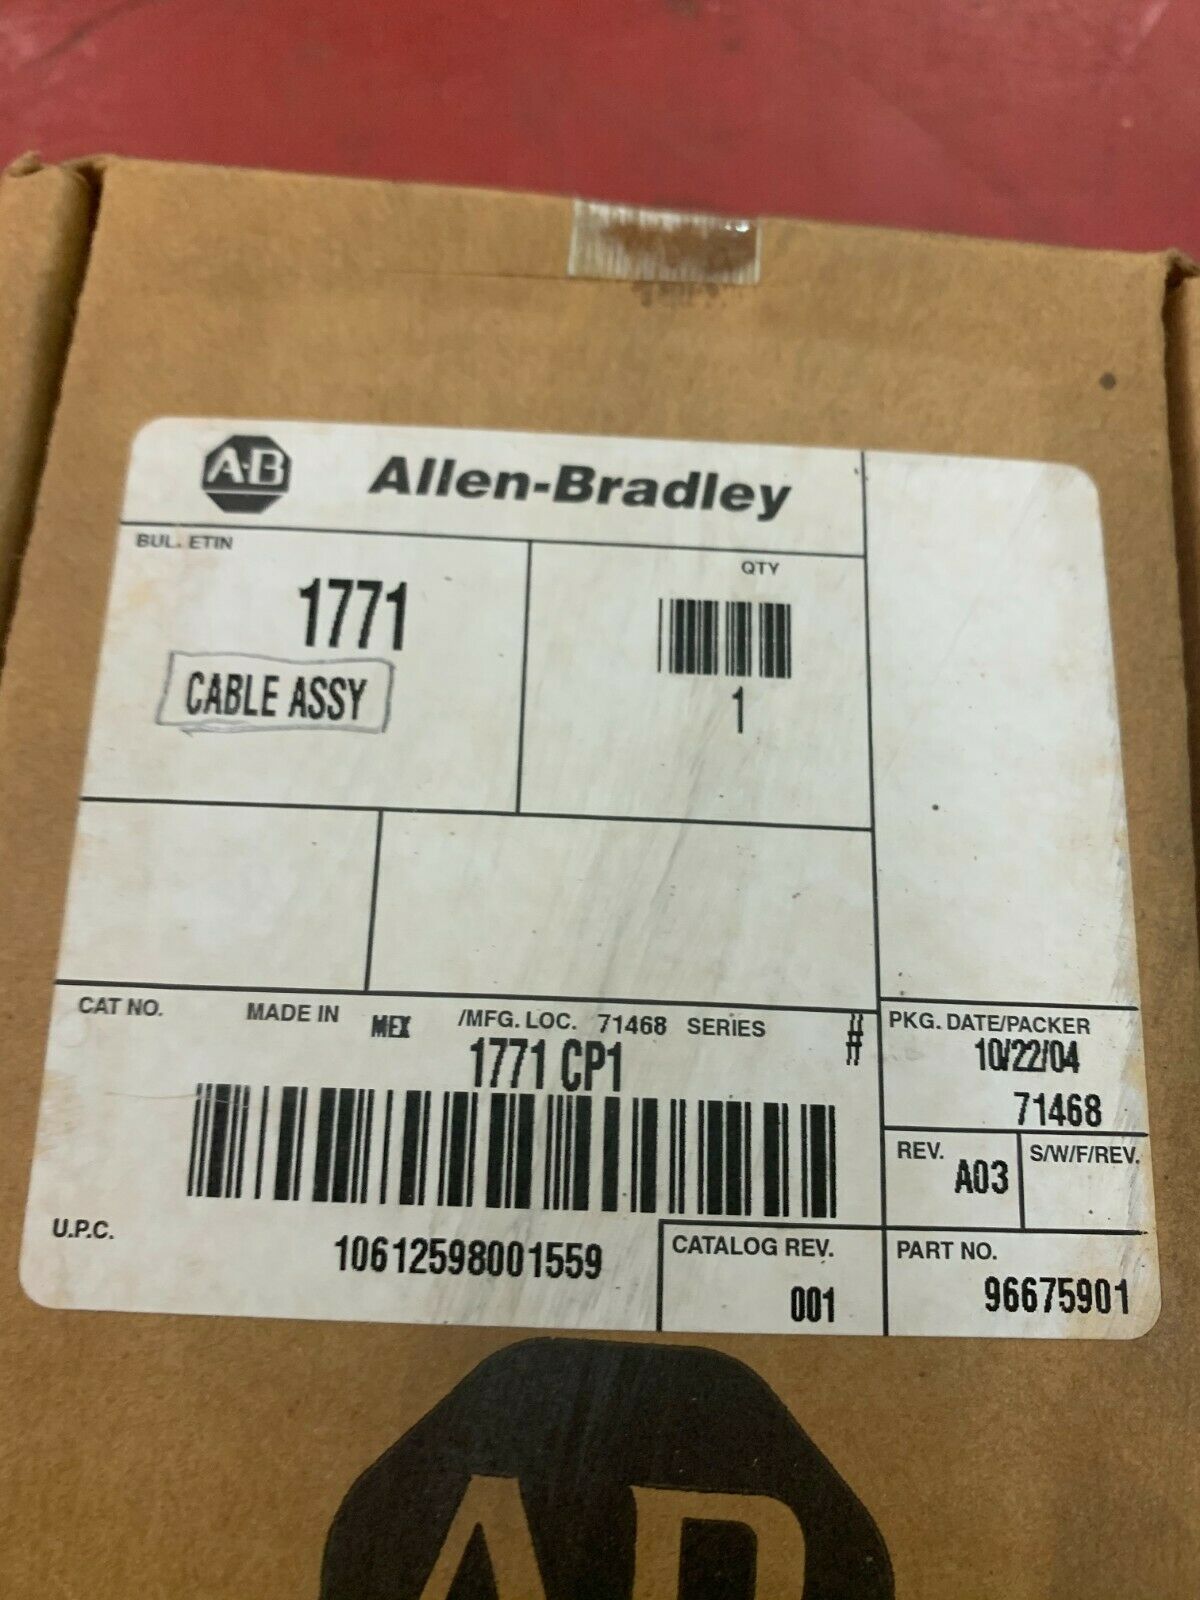 A-B Allen-Bradley
BUL. ETIN
1771
CABLE ASSY
QTY
1
CAT NO. MADE IN MEX /MFG. LOC. 71468 SERIES #
1771 CP1
PKG. DATE/PACKER
10/22/04
71468
REV. A03
S/W/F/REV.
U.P.C.
10612598001559
CATALOG REV.
001
PART NO.
96675901
AB